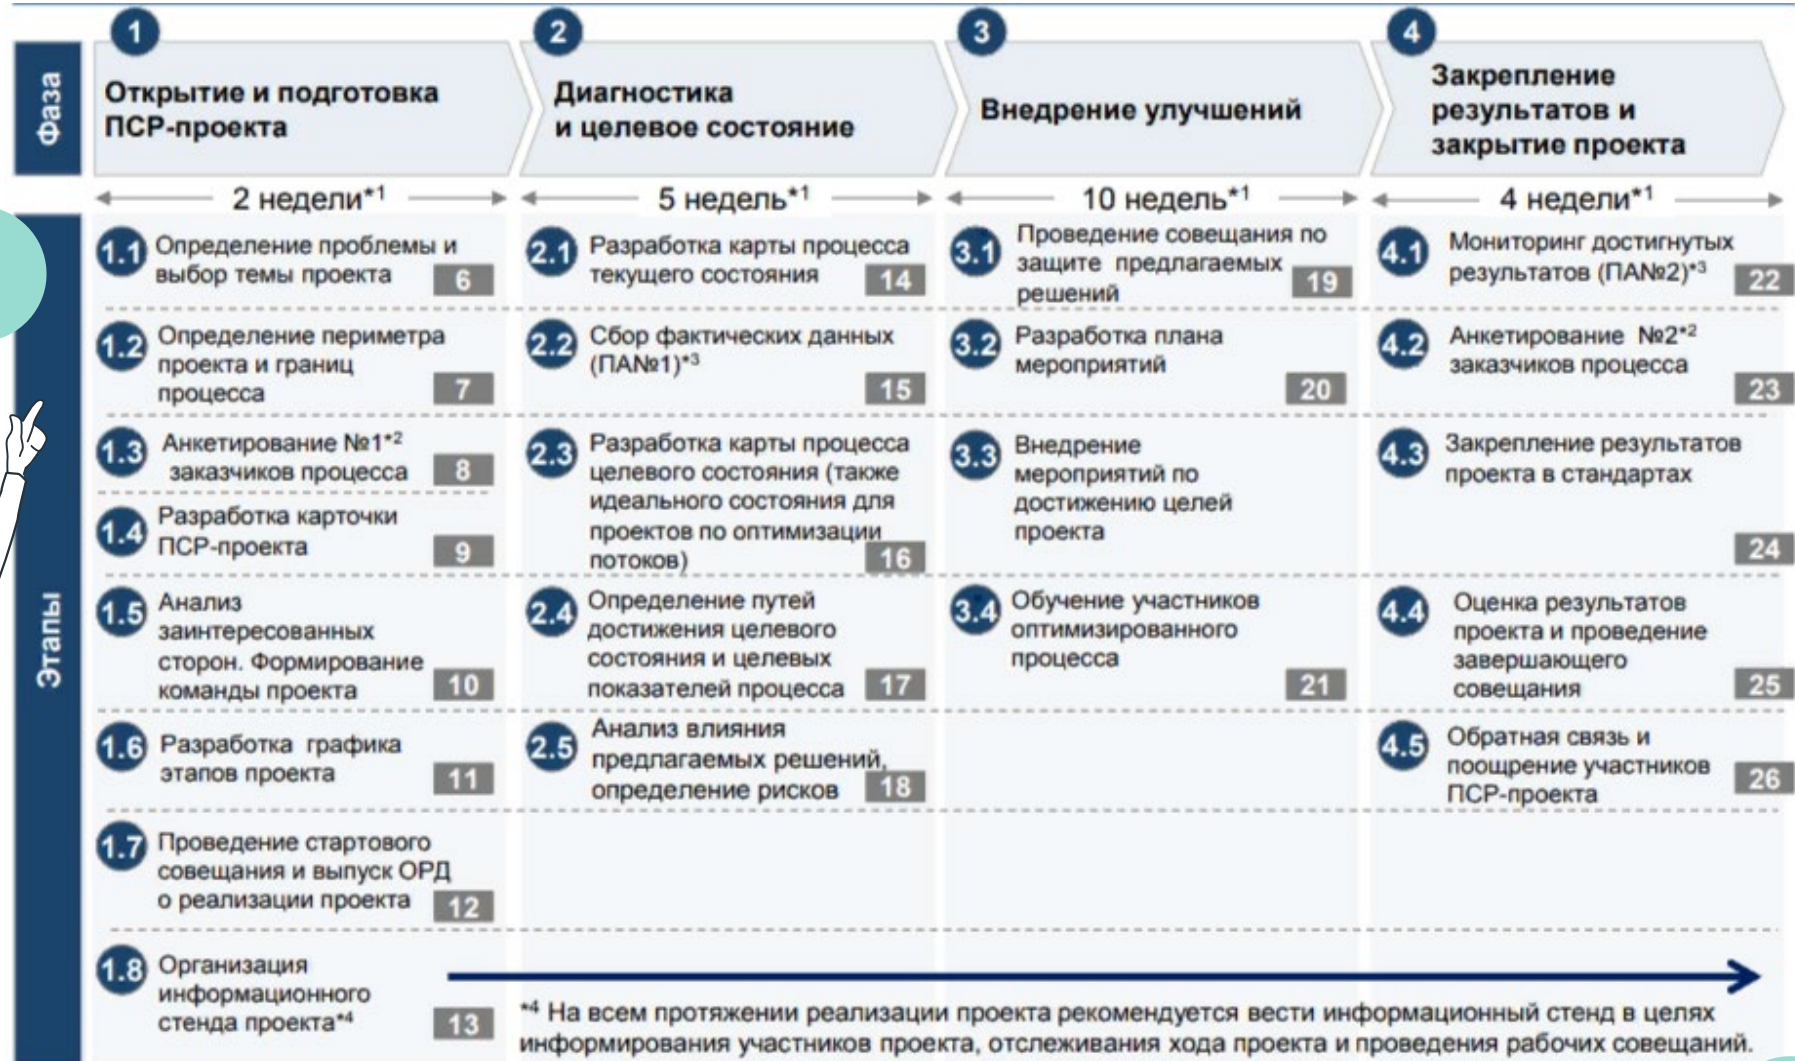 Фаза
1
Открытие и подготовка
ПСР-проекта
2
Диагностика
и целевое состояние
3
Внедрение улучшений
4
Закрепление
результатов и
закрытие проекта
2 недели*1
5 недель*1
10 недель*1
4 недели*1
Этапы
1.1 Определение проблемы и
выбор темы проекта
6
1.2 Определение периметра
проекта и границ
процесса
7
1.3 Анкетирование №1*2
заказчиков процесса
8
1.4 Разработка карточки
ПСР-проекта
9
1.5 Анализ
заинтересованных
сторон. Формирование
команды проекта
10
1.6 Разработка графика
этапов проекта
11
1.7 Проведение стартового
совещания и выпуск ОРД
о реализации проекта
12
1.8 Организация
информационного
стенда проекта*4
13
2.1 Разработка карты процесса
текущего состояния
14
2.2 Сбор фактических данных
(ПА№1)*3
15
2.3 Разработка карты процесса
целевого состояния (также
идеального состояния для
проектов по оптимизации
потоков)
16
2.4 Определение путей
достижения целевого
состояния и целевых
показателей процесса
17
2.5 Анализ влияния
предлагаемых решений,
определение рисков
18
3.1 Проведение совещания по
защите предлагаемых
решений
19
3.2 Разработка плана
мероприятий
20
3.3 Внедрение
мероприятий по
достижению целей
проекта
3.4 Обучение участников
оптимизированного
процесса
21
4.1 Мониторинг достигнутых
результатов (ПА№2)*3
22
4.2 Анкетирование №2*2
заказчиков процесса
23
4.3 Закрепление результатов
проекта в стандартах
24
4.4 Оценка результатов
проекта и проведение
завершающего
совещания
25
4.5 Обратная связь и
поощрение участников
ПСР-проекта
26
*4 На всем протяжении реализации проекта рекомендуется вести информационный стенд в целях
информирования участников проекта, отслеживания хода проекта и проведения рабочих совещаний.